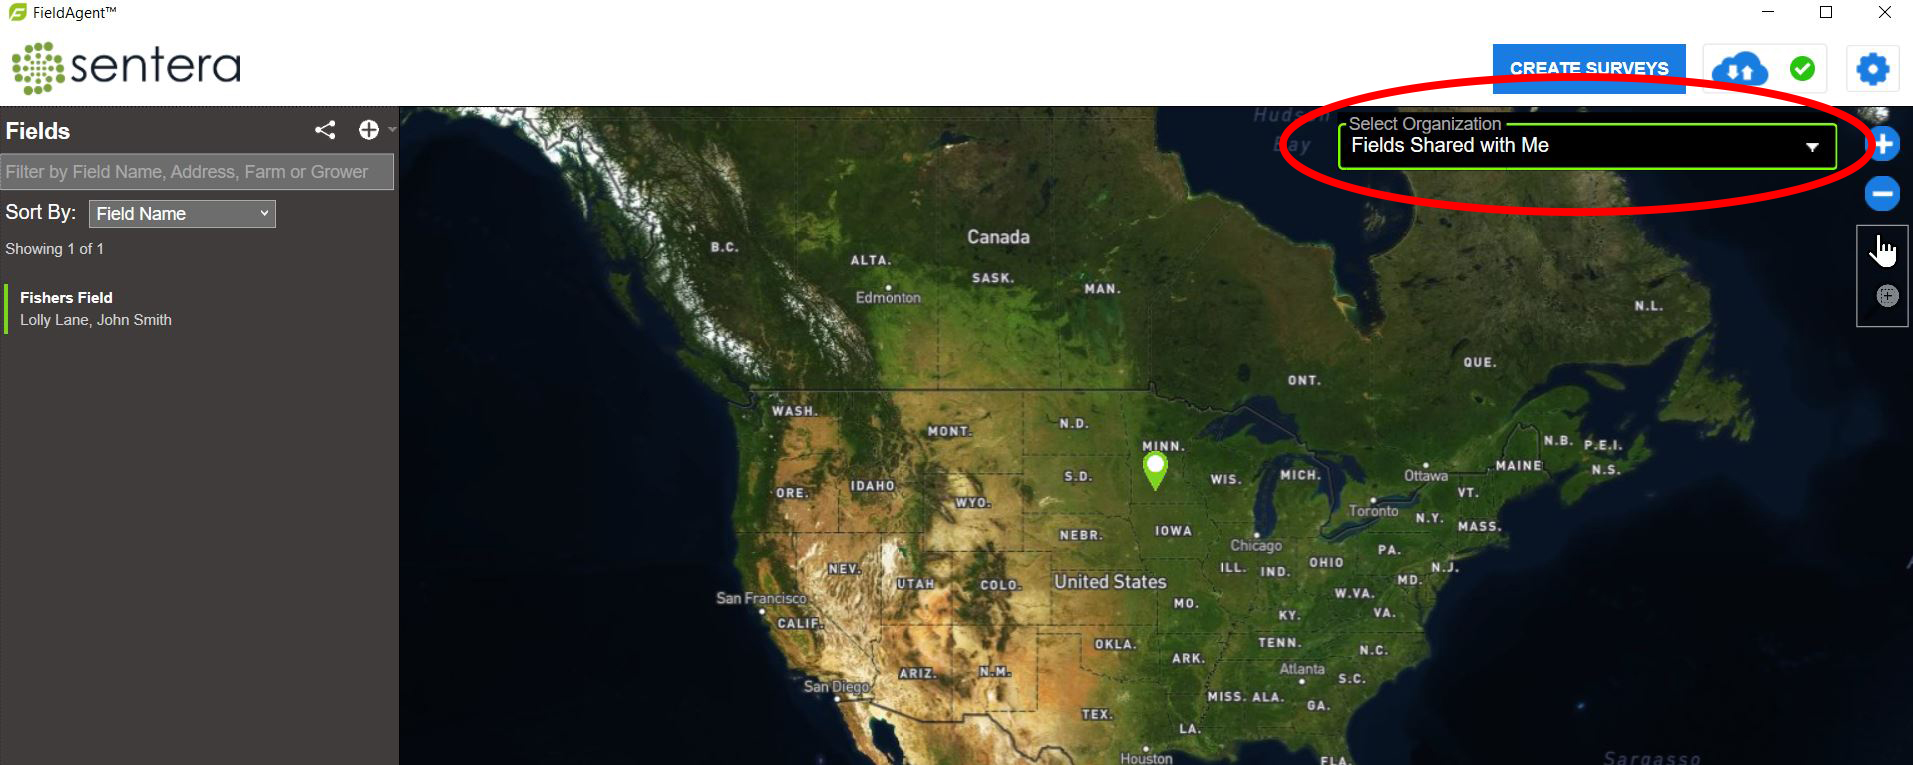 FieldAgent™
sentera
CREATE SURVEYS
Fields
Filter by Field Name, Address, Farm or Grower
Sort By: Field Name
Showing 1 of 1
Fishers Field
Lolly Lane, John Smith
Select Organization
Fields Shared with Me
Hudson
Bay
Canada
B.C.
ALTA.
SASK.
MAN.
Edmonton
N.L.
QUE.
ONT.
WASH.
MONT.
N.D.
MINN.
N.B.
P.E.I.
MAINE
N.S.
Ottawa
ORE.
IDAHO
S.D.
WIS.
MICH.
VT.
WYO.
Toronto
N.Y.
MASS.
NEBR.
IOWA
Chicago
PA.
NEV.
UTAH
COLO.
United States
ILL.
IND.
OHIO
N.J.
MD.
W.VA.
VA.
San Francisco
CALIF.
MO.
KY.
OKLA.
ARK.
TENN.
N.C.
Atlanta
S.C.
ARIZ.
N.M.
San Diego
MISS.
ALA.
GA.
TEX.
LA.
Houston
FLA.
Sargasso